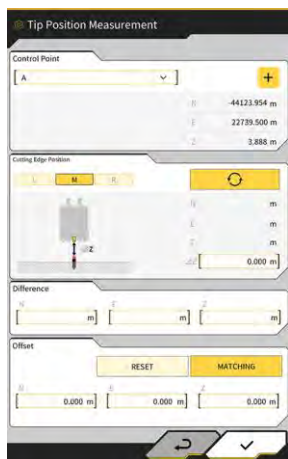 Tip Position Measurement
Control Point
[ A ]
+
N -44123.954 m
E 22739.500 m
Z 3.888 m
Cutting Edge Position
L M R
N m
E m
Z m
⊿Z
⊿Z [ 0.000 m]
Difference
N E Z
[ m] [ m] [ m]
Offset
RESET MATCHING
N E Z
[ 0.000 m] [ 0.000 m] [ 0.000 m]